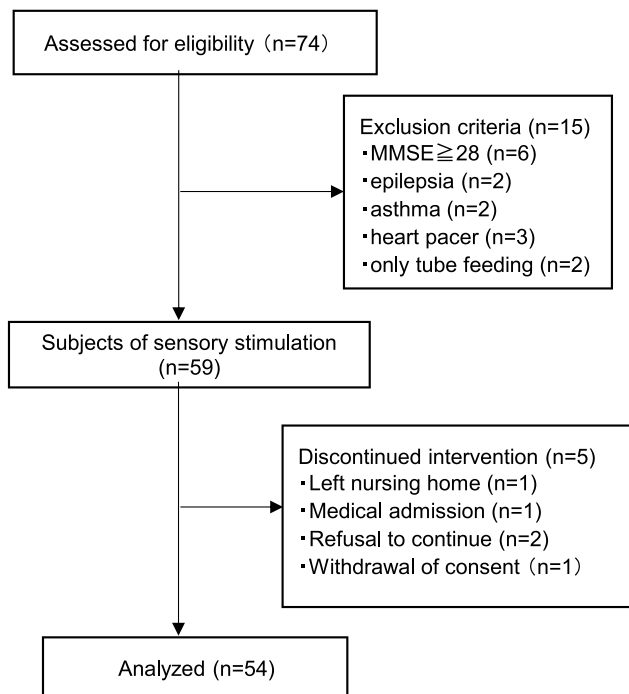 Assessed for eligibility（n=74）
Exclusion criteria (n=15)
・MMSE≧28 (n=6)
・epilepsia (n=2)
・asthma (n=2)
・heart pacer (n=3)
・only tube feeding (n=2)
Subjects of sensory stimulation
(n=59)
Discontinued intervention (n=5)
・Left nursing home (n=1)
・Medical admission (n=1)
・Refusal to continue (n=2)
・Withdrawal of consent（n=1）
Analyzed (n=54)